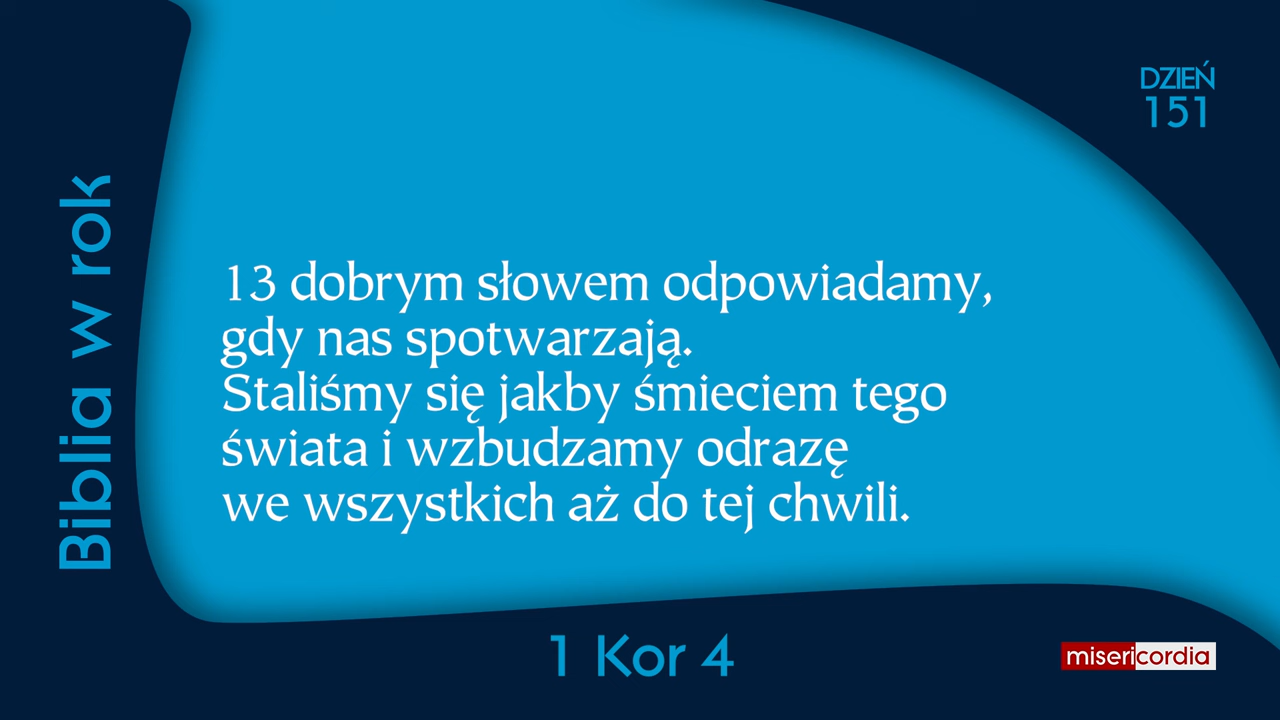 DZIEŃ
151
Biblia w rok
13 dobrym słowem odpowiadamy,
gdy nas spotwarzają.
Staliśmy się jakby śmieciem tego
świata i wzbudzamy odrazę
we wszystkich aż do tej chwili.
1 Kor 4
misericordia